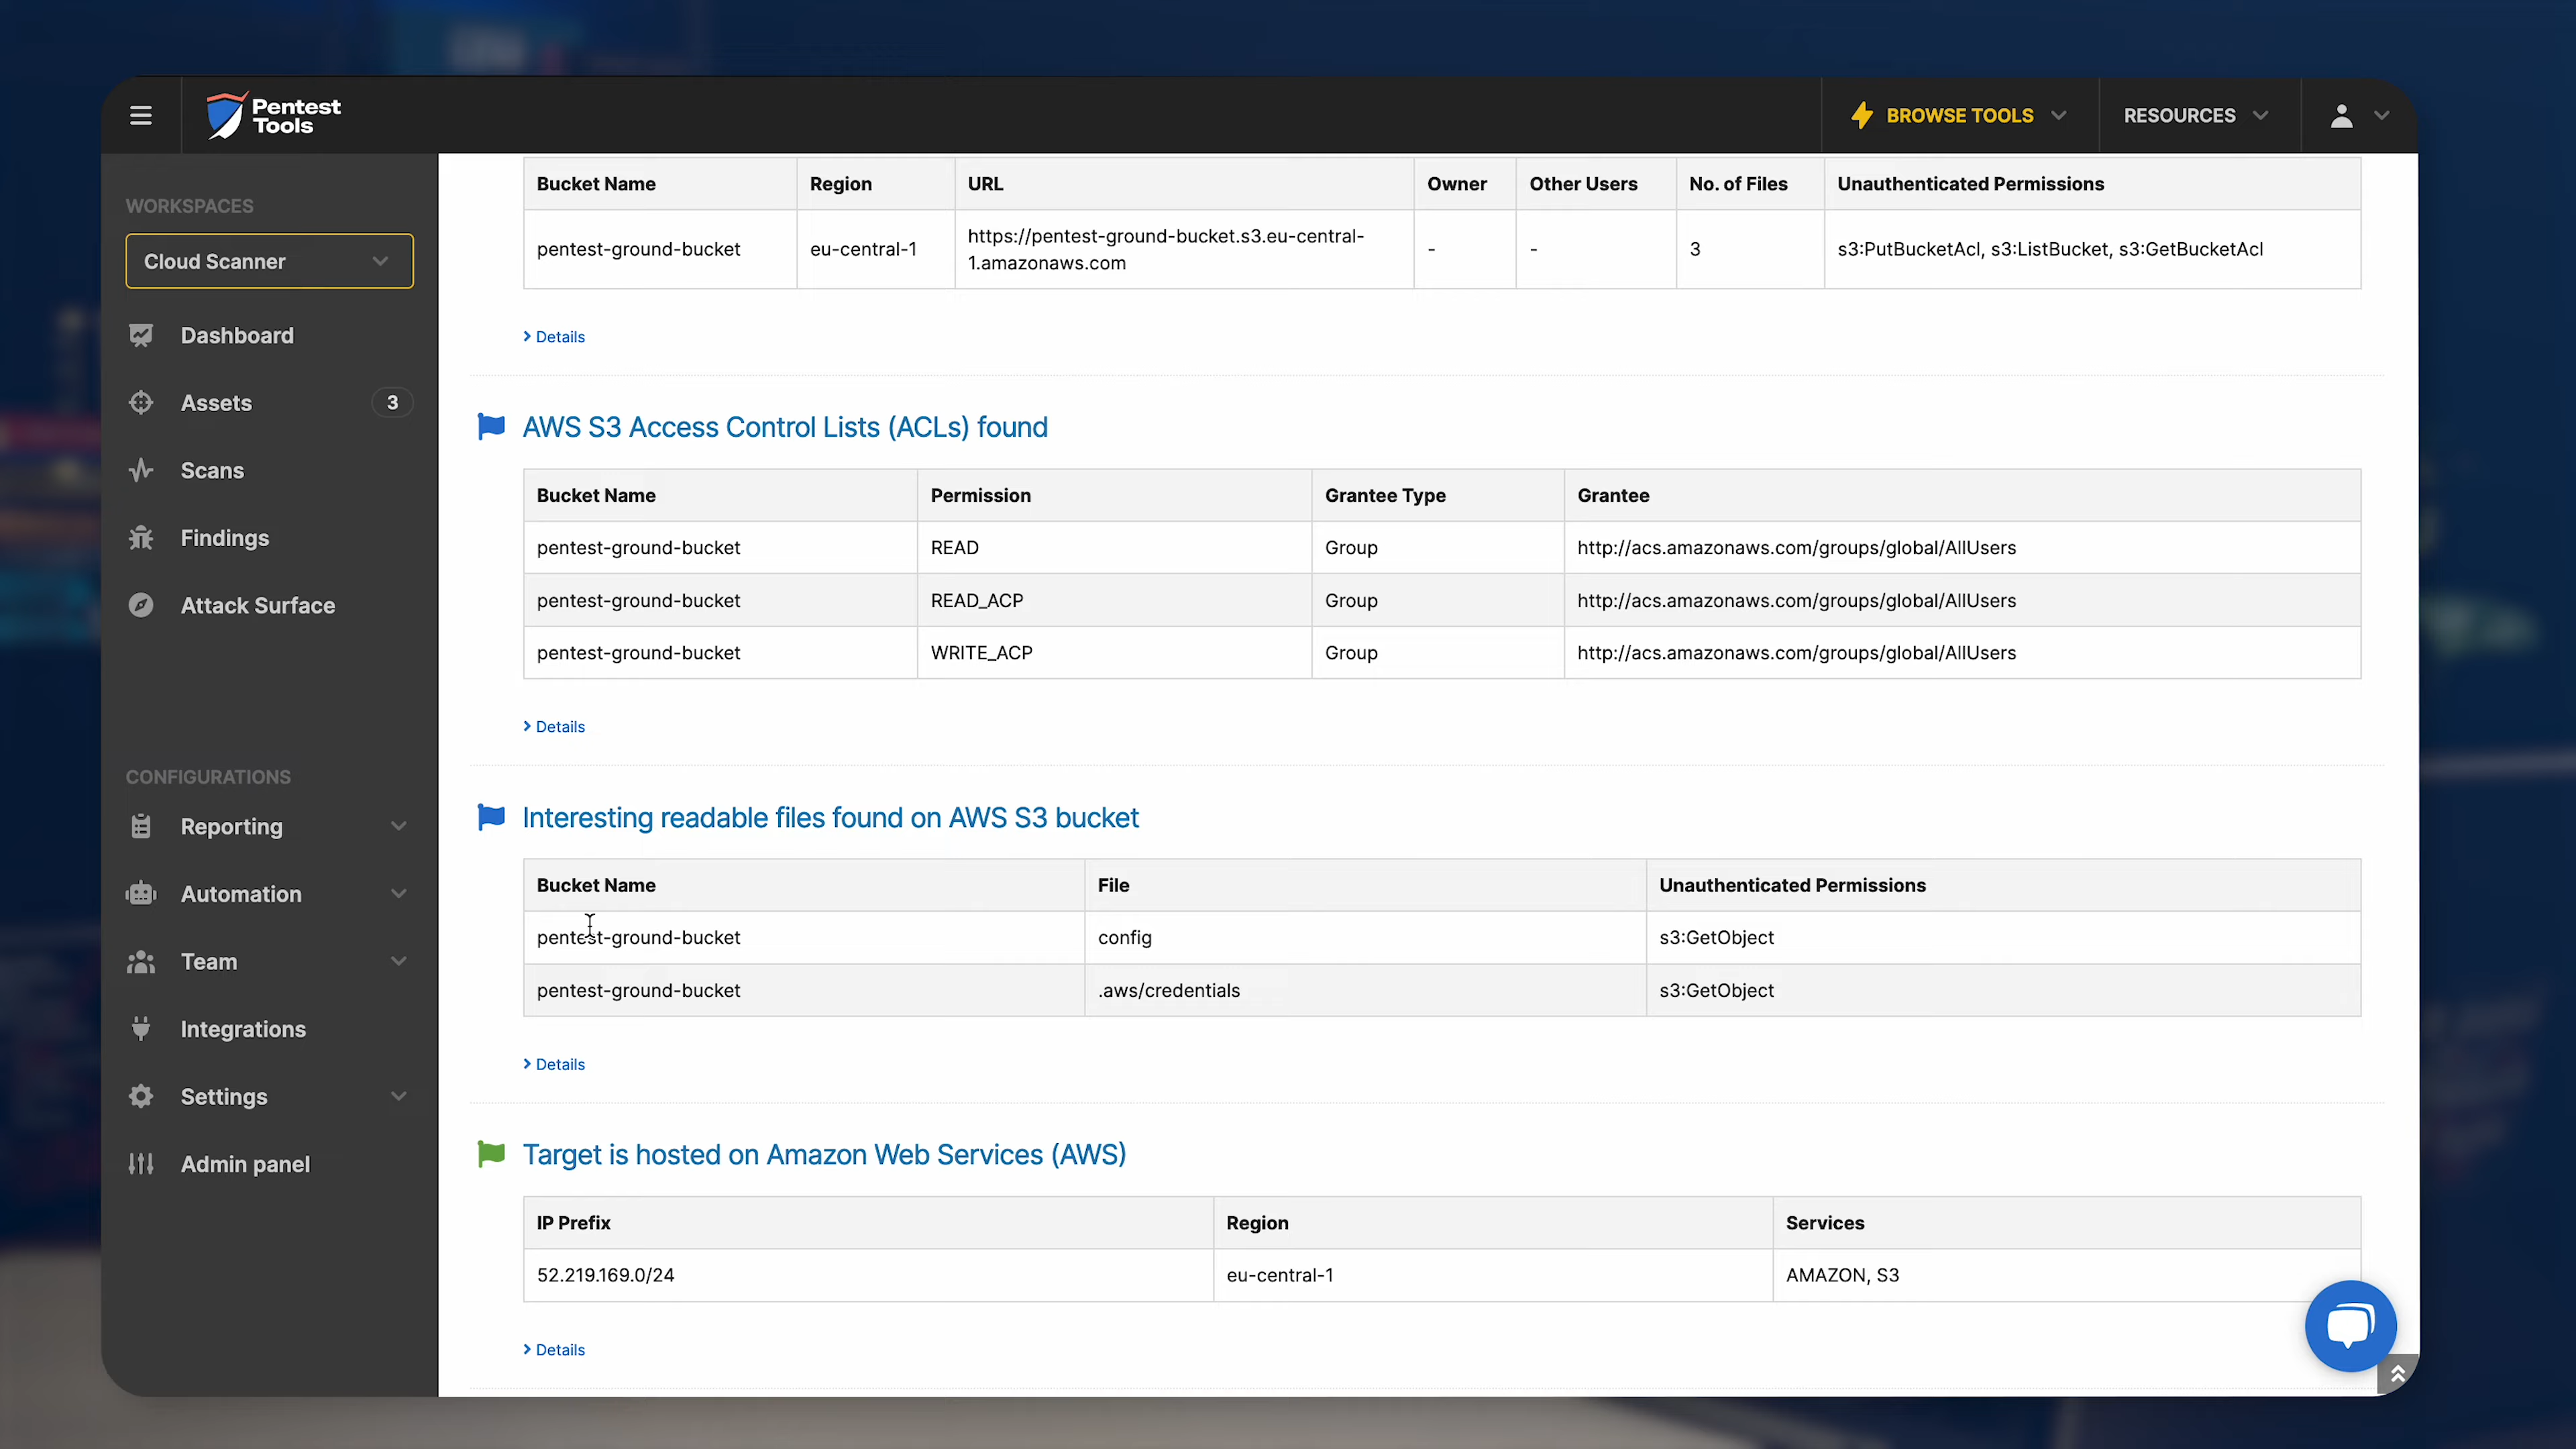 Pentest
Tools
BROWSE TOOLS
RESOURCES
WORKSPACES
Cloud Scanner
Dashboard
Assets 3
Scans
Findings
Attack Surface
CONFIGURATIONS
Reporting
Automation
Team
Integrations
Settings
Admin panel
Bucket Name Region URL Owner Other Users No. of Files Unauthenticated Permissions
pentest-ground-bucket eu-central-1 https://pentest-ground-bucket.s3.eu-central-
1.amazonaws.com - - 3 s3:PutBucketAcl, s3:ListBucket, s3:GetBucketAcl
Details
AWS S3 Access Control Lists (ACLs) found
Bucket Name Permission Grantee Type Grantee
pentest-ground-bucket READ Group http://acs.amazonaws.com/groups/global/AllUsers
pentest-ground-bucket READ_ACP Group http://acs.amazonaws.com/groups/global/AllUsers
pentest-ground-bucket WRITE_ACP Group http://acs.amazonaws.com/groups/global/AllUsers
Details
Interesting readable files found on AWS S3 bucket
Bucket Name File Unauthenticated Permissions
pentest-ground-bucket config s3:GetObject
pentest-ground-bucket .aws/credentials s3:GetObject
Details
Target is hosted on Amazon Web Services (AWS)
IP Prefix Region Services
52.219.169.0/24 eu-central-1 AMAZON, S3
Details